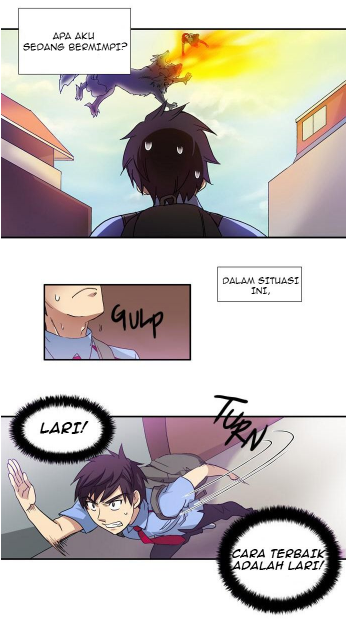 APA AKU
SEDANG BERMIMPI?
DALAM SITUASI
INI,
GULP
TURN
LARI!
CARA TERBAIK
ADALAH LARI!